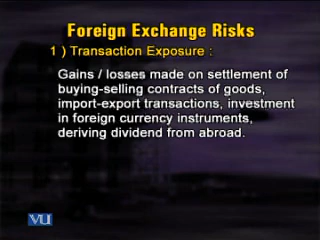 Foreign Exchange Risks
1 ) Transaction Exposure :
Gains / losses made on settlement of
buying-selling contracts of goods,
import-export transactions, investment
in foreign currency instruments,
deriving dividend from abroad.
VU